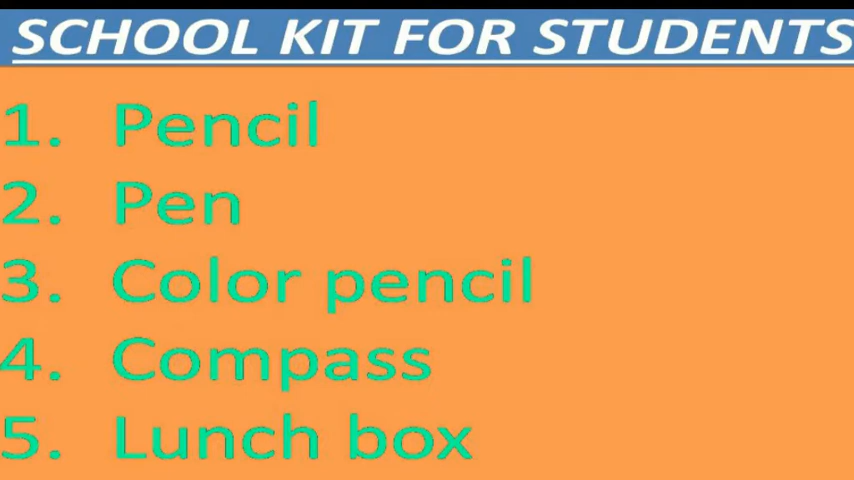 SCHOOL KIT FOR STUDENTS
1. Pencil
2. Pen
3. Color pencil
4. Compass
5. Lunch box